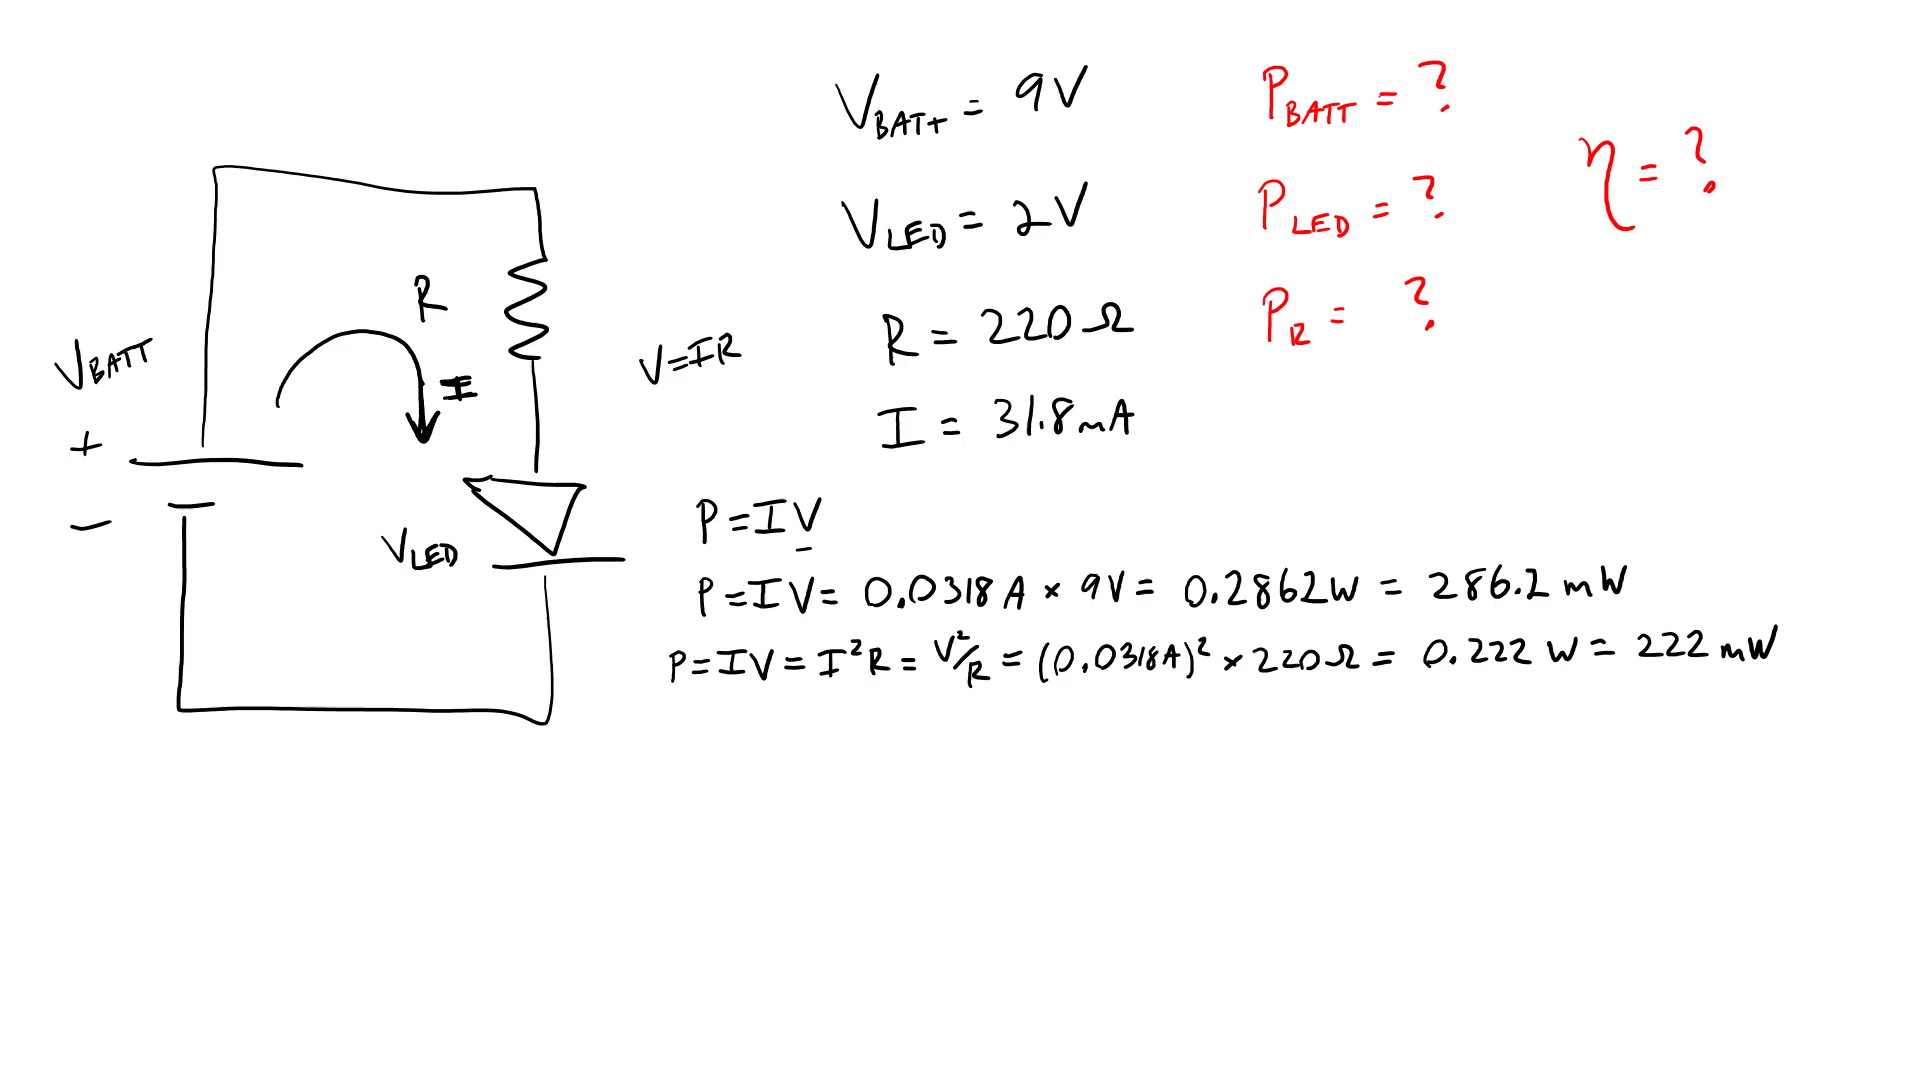 V_BATT = 9V
P_BATT = ?
η = ?
V_LED = 2V
P_LED = ?
R
R = 220 Ω
P_R = ?
V_BATT
I
V=IR
I = 31.8mA
+
-
V_LED
P = IV
P = IV = 0.0318 A × 9V = 0.2862W = 286.2 mW
P = IV = I²R = V²/R = (0.0318A)² × 220Ω = 0.222 W = 222 mW